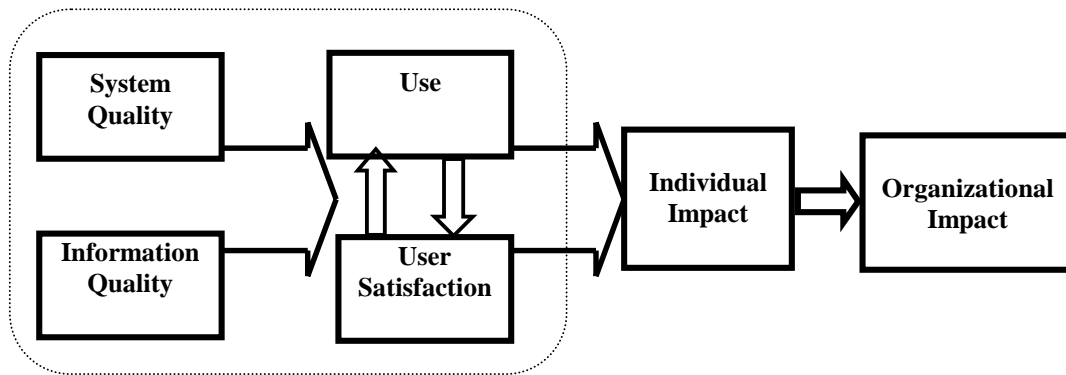 System
Quality
Use
Information
Quality
User
Satisfaction
Individual
Impact
Organizational
Impact